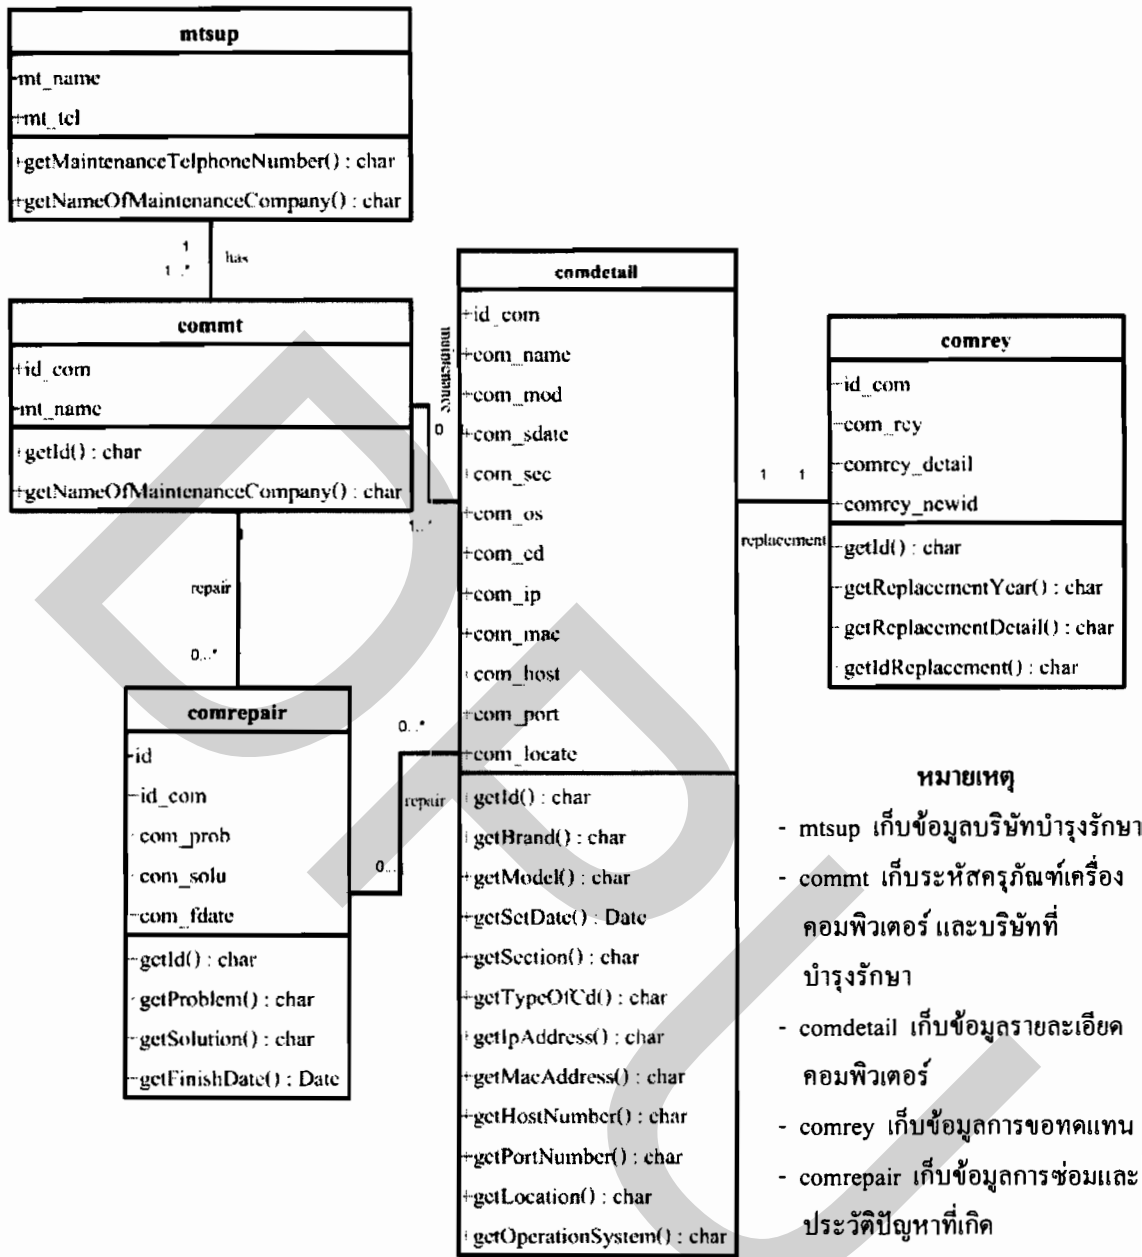 mtsup
-mt_name
+mt_tel
+getMaintenanceTelphoneNumber() : char
+getNameOfMaintenanceCompany() : char
1
1..*
has
commt
+id_com
-mt_name
+getId() : char
+getNameOfMaintenanceCompany() : char
maintenance
0
1..*
repair
0...*
comrepair
-id
-id_com
com_prob
com_solu
com_fdate
-getId() : char
-getProblem() : char
-getSolution() : char
-getFinishDate() : Date
0..*
repair
0...
comdetail
+id_com
+com_name
+com_mod
+com_sdate
+com_sec
+com_os
+com_cd
+com_ip
+com_mac
+com_host
+com_port
+com_locate
+getId() : char
+getBrand() : char
+getModel() : char
+getSetDate() : Date
+getSection() : char
+getTypeOfCd() : char
+getIpAddress() : char
+getMacAddress() : char
+getHostNumber() : char
+getPortNumber() : char
+getLocation() : char
+getOperationSystem() : char
1 1
replacement
comrey
-id_com
-com_rey
-comrey_detail
-comrey_newid
-getId() : char
-getReplacementYear() : char
-getReplacementDetail() : char
-getIdReplacement() : char
หมายเหตุ
- mtsup เก็บข้อมูลบริษัทบำรุงรักษา
- commt เก็บระหัสครุภัณฑ์เครื่อง
คอมพิวเตอร์ และบริษัทที่
บำรุงรักษา
- comdetail เก็บข้อมูลรายละเอียด
คอมพิวเตอร์
- comrey เก็บข้อมูลการขอทดแทน
- comrepair เก็บข้อมูลการซ่อมและ
ประวัติปัญหาที่เกิด
DPU